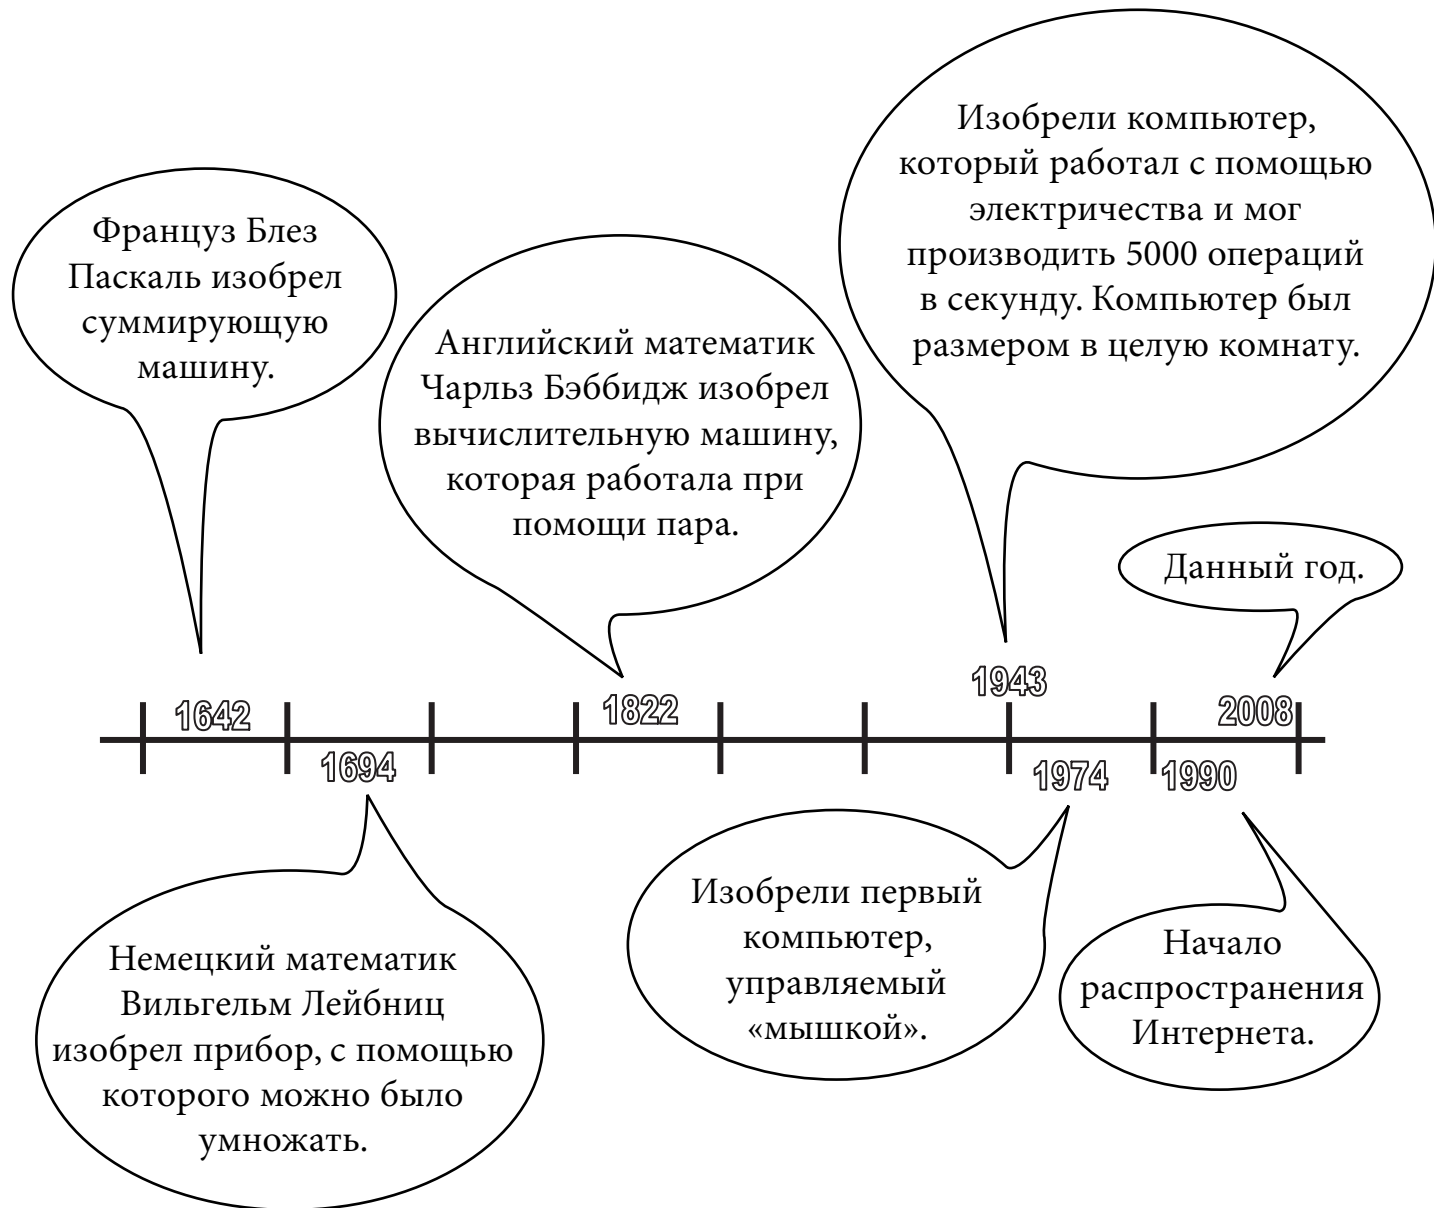 Француз Блез
Паскаль изобрел
суммирующую
машину.
Английский математик
Чарльз Бэббидж изобрел
вычислительную машину,
которая работала при
помощи пара.
Изобрели компьютер,
который работал с помощью
электричества и мог
производить 5000 операций
в секунду. Компьютер был
размером в целую комнату.
Данный год.
1642
1822
1943
2008
1694
1974
1990
Немецкий математик
Вильгельм Лейбниц
изобрел прибор, с помощью
которого можно было
умножать.
Изобрели первый
компьютер,
управляемый
«мышкой».
Начало
распространения
Интернета.